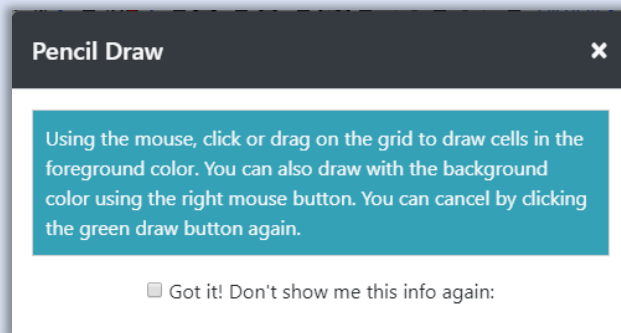 Pencil Draw
Using the mouse, click or drag on the grid to draw cells in the
foreground color. You can also draw with the background
color using the right mouse button. You can cancel by clicking
the green draw button again.
Got it! Don't show me this info again: